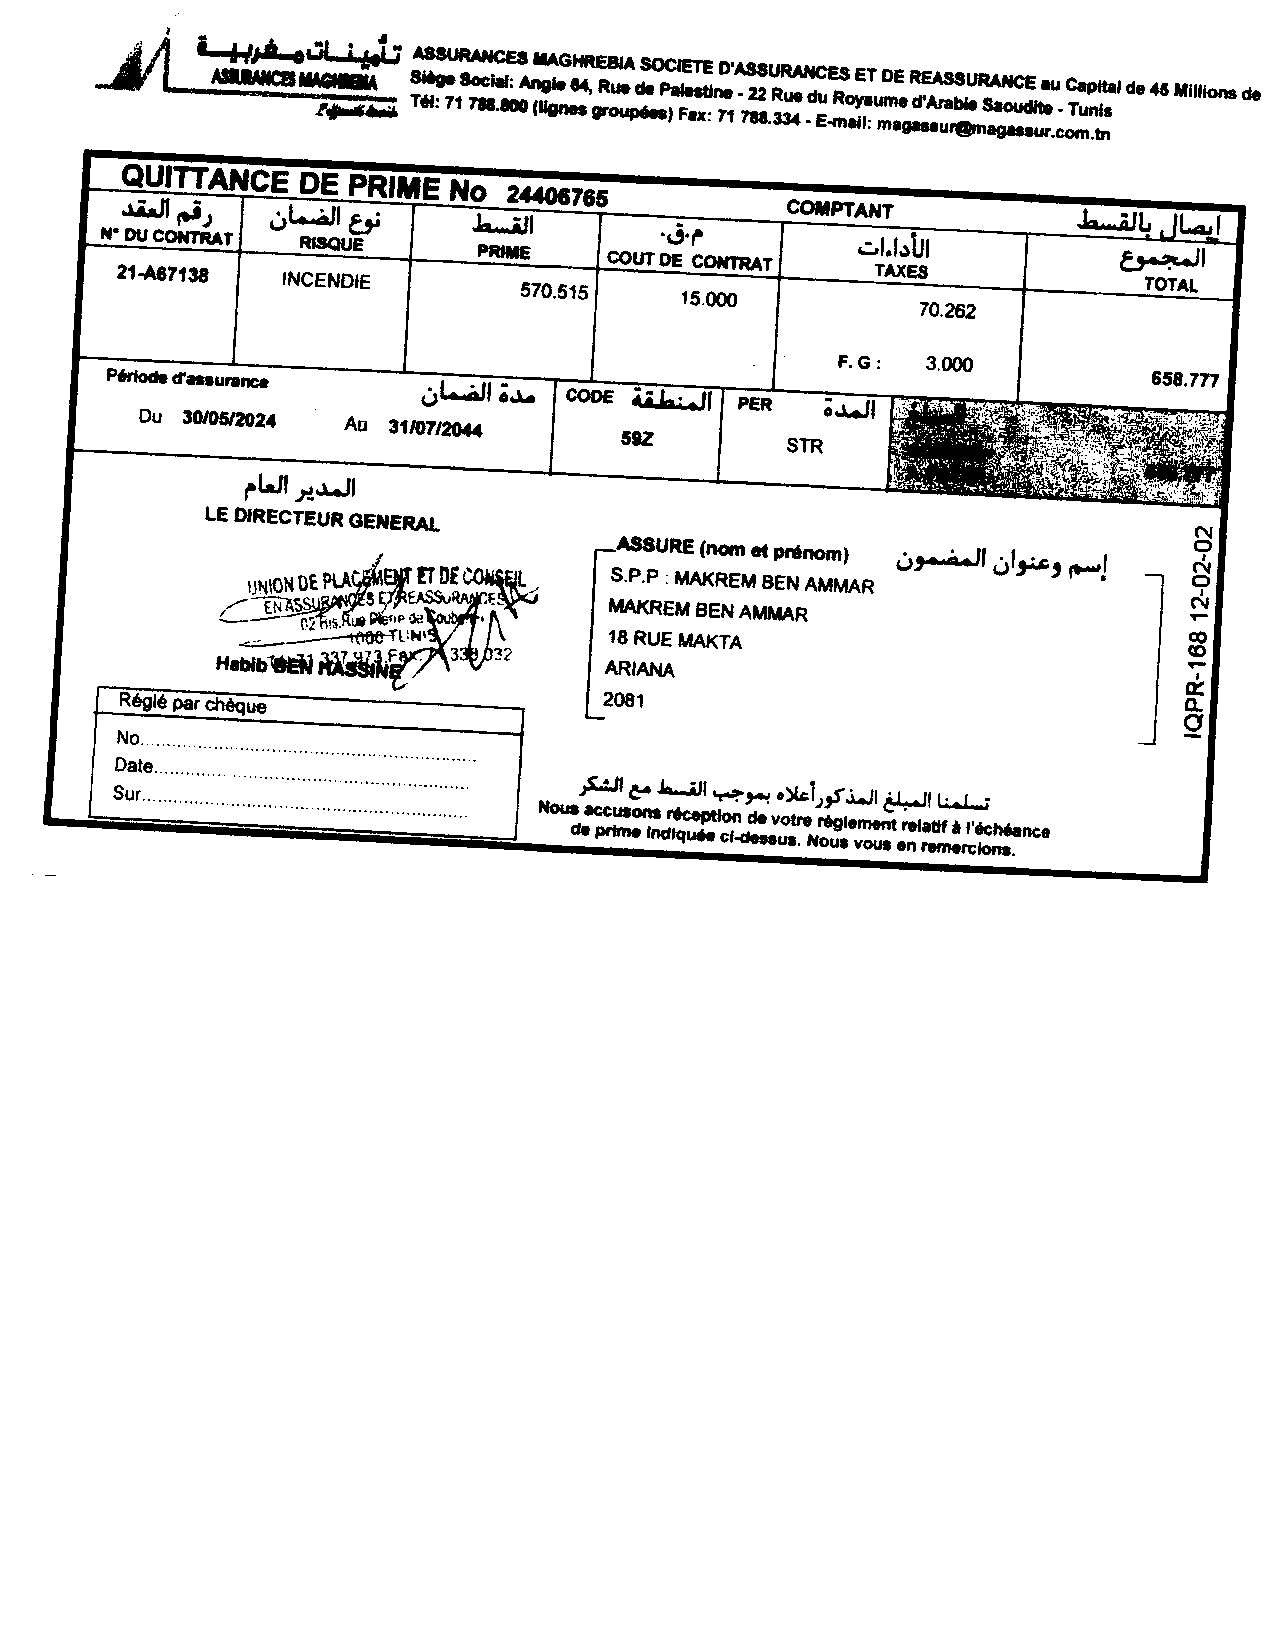 تأمينات مغربية
ASSURANCES MAGHREBIA
ASSURANCES MAGHREBIA SOCIETE D'ASSURANCES ET DE REASSURANCE au Capital de 45 Millions de
Siège Social: Angle 64, Rue de Palestine - 22 Rue du Royaume d'Arabie Saoudite - Tunis
Tél: 71 788.800 (lignes groupées) Fax: 71 788.334 - E-mail: magassur@magassur.com.tn
QUITTANCE DE PRIME No 24406765 COMPTANT إيصال بالقسط
رقم العقد نوع الضمان القسط م.ق. الأداءات المجموع
N° DU CONTRAT RISQUE PRIME COUT DE CONTRAT TAXES TOTAL
21-A67138 INCENDIE 570.515 15.000 70.262
F. G : 3.000 658.777
Période d'assurance مدة الضمان CODE المنطقة PER المدة
Du 30/05/2024 Au 31/07/2044 59Z STR
المدير العام
LE DIRECTEUR GENERAL
UNION DE PLACEMENT ET DE CONSEIL
EN ASSURANCES ET REASSURANCES
02 Bis, Rue Pierre de
1000 TUNIS
71 337 973 Fax
Habib BEN HASSINE
ASSURE (nom et prénom) إسم وعنوان المضمون
S.P.P : MAKREM BEN AMMAR
MAKREM BEN AMMAR
18 RUE MAKTA
ARIANA
2081
IQPR-168 12-02-02
Réglé par chèque
No
Date
Sur
تسلمنا المبلغ المذكور أعلاه بموجب القسط مع الشكر
Nous accusons réception de votre règlement relatif à l'échéance
de prime indiquée ci-dessus. Nous vous en remercions.